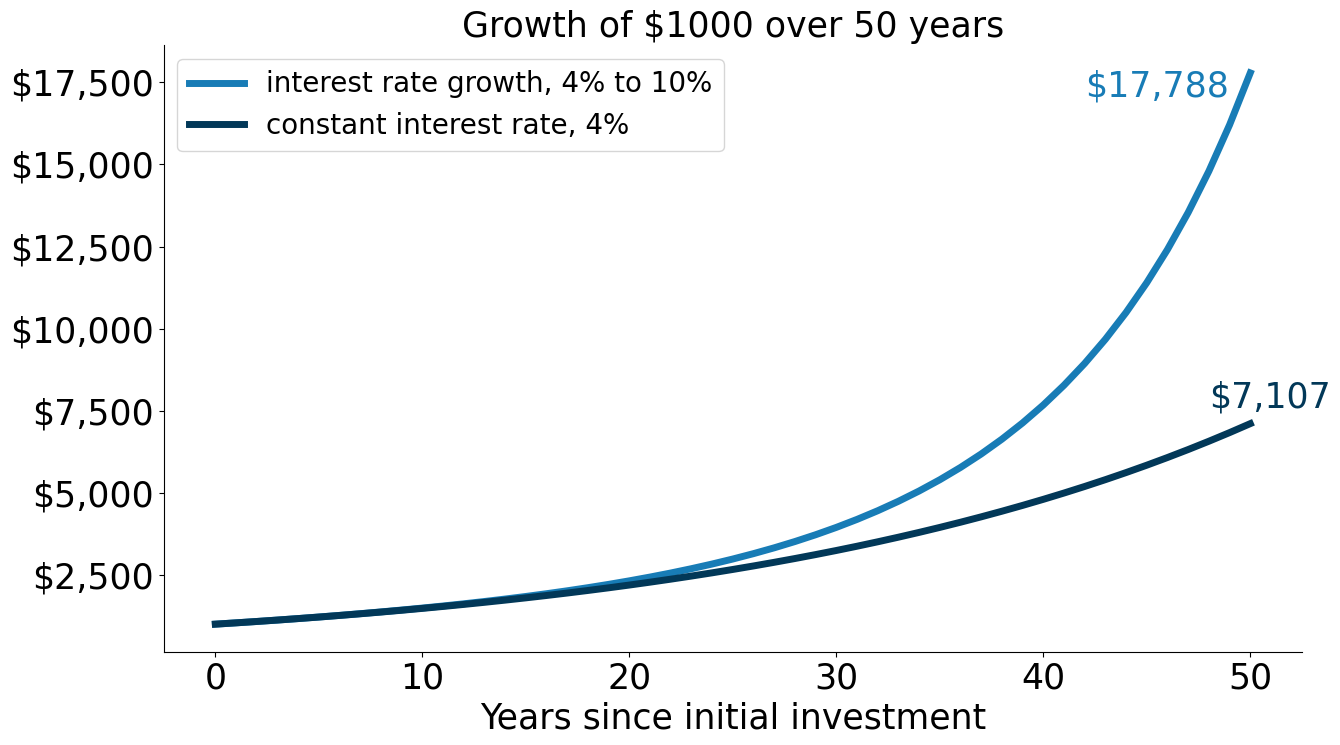 Growth of $1000 over 50 years
interest rate growth, 4% to 10%
constant interest rate, 4%
$17,500
$15,000
$12,500
$10,000
$7,500
$5,000
$2,500
$17,788
$7,107
0 10 20 30 40 50
Years since initial investment